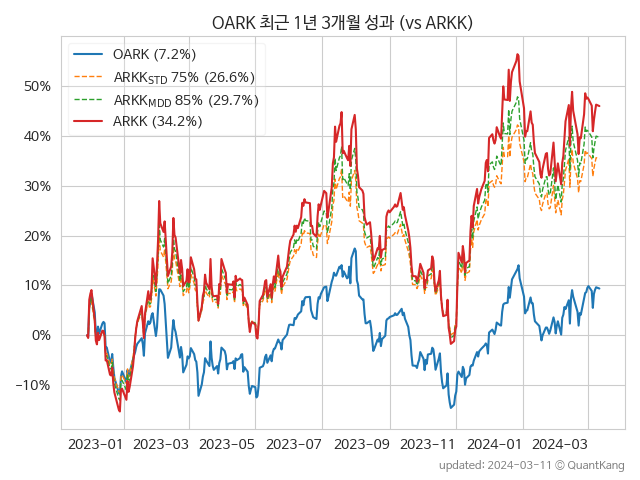 OARK 최근 1년 3개월 성과 (vs ARKK)
OARK (7.2%)
ARKKSTD 75% (26.6%)
ARKKMDD 85% (29.7%)
ARKK (34.2%)
50%
40%
30%
20%
10%
0%
−10%
2023-01 2023-03 2023-05 2023-07 2023-09 2023-11 2024-01 2024-03
updated: 2024-03-11 © QuantKang